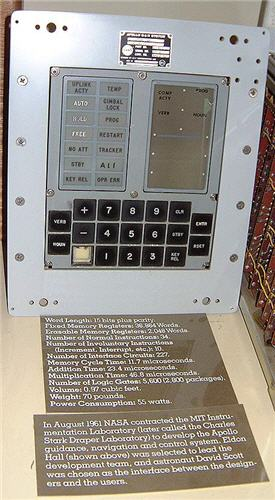 APOLLO G & N SYSTEM
UPLINK ACTY
TEMP
AUTO
GIMBAL LOCK
HOLD
PROG
FREE
RESTART
NO ATT
TRACKER
STBY
Alt
KEY REL
OPR ERR
COMP ACTY
PROG
VERB
NOUN
VERB
NOUN
+ 7 8 9 CLR
ENTR
- 4 5 6 STBY
RSET
1 2 3 KEY REL
Word Length: 15 bits plus parity.
Fixed Memory Registers: 36,864 Words.
Erasable Memory Registers: 2,048 Words.
Number of Normal Instructions: 34.
Number of Involuntary Instructions
(Increment, Interrupt, etc.): 10.
Number of Interface Circuits: 227.
Memory Cycle Time: 11.7 microseconds.
Addition Time: 23.4 microseconds.
Multiplication Time: 46.8 microseconds.
Number of Logic Gates: 5,600 (2,800 packages).
Volume: 0.97 cubic feet.
Weight: 70 pounds.
Power Consumption: 55 watts.
In August 1961 NASA contracted the MIT Instru-
mentation Laboratory (later called the Charles
Stark Draper Laboratory) to develop the Apollo
guidance, navigation and control system. Eldon
Hall (shown above) was selected to lead the
development team, and astronaut David Scott
was chosen as the interface between the design-
ers and the users.